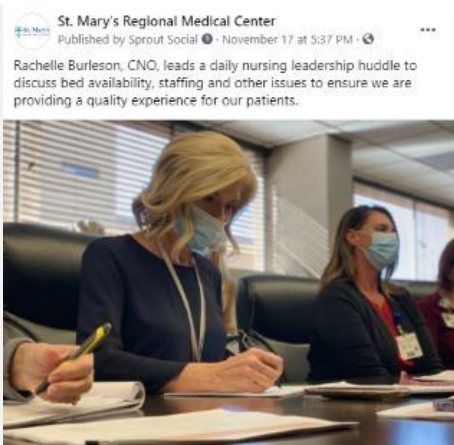 St. Mary's Regional Medical Center
Published by Sprout Social · November 17 at 5:37 PM ·
Rachelle Burleson, CNO, leads a daily nursing leadership huddle to
discuss bed availability, staffing and other issues to ensure we are
providing a quality experience for our patients.
St. Mary's